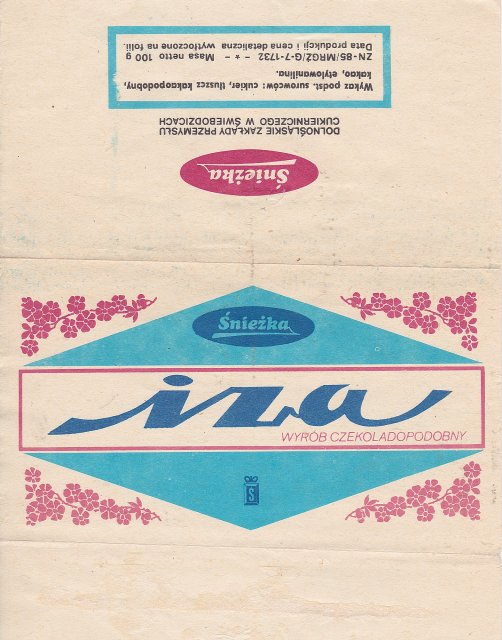 Śnieżka
DOLNOŚLĄSKIE ZAKŁADY PRZEMYSŁU
CUKIERNICZEGO W ŚWIEBODZICACH
Wykaz podst. surowców: cukier, tłuszcz kakaopodobny,
kakao, etylowanilina.
ZN-85/MRGŻ/G-7-1732 - * - Masa netto 100 g
Data produkcji i cena detaliczna wytłoczone na folii.
Śnieżka
iza
WYRÓB CZEKOLADOPODOBNY
Ś